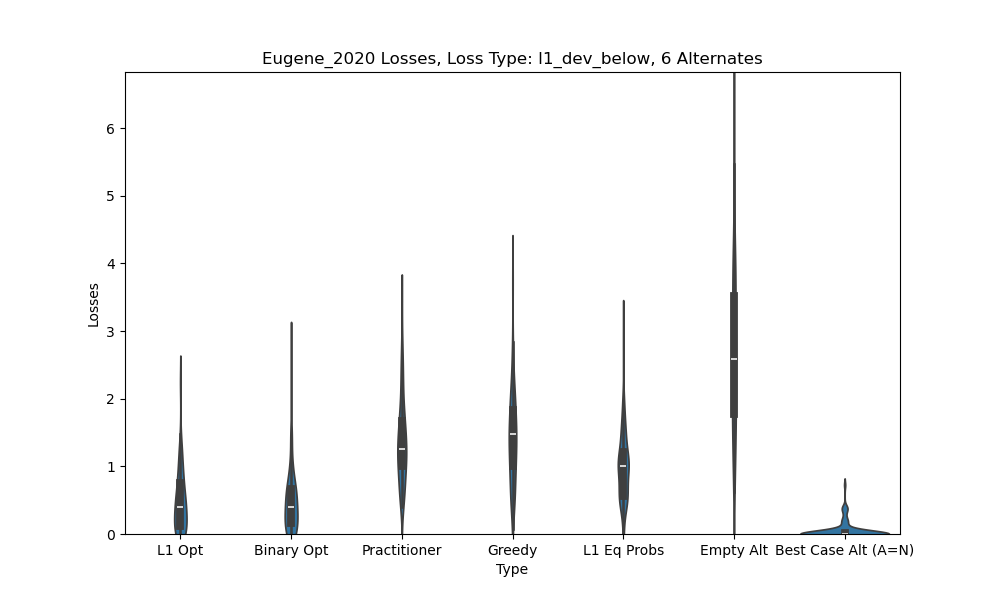 Eugene_2020 Losses, Loss Type: l1_dev_below, 6 Alternates
Losses
6
5
4
3
2
1
0
L1 Opt
Binary Opt
Practitioner
Greedy
L1 Eq Probs
Empty Alt
Best Case Alt (A=N)
Type